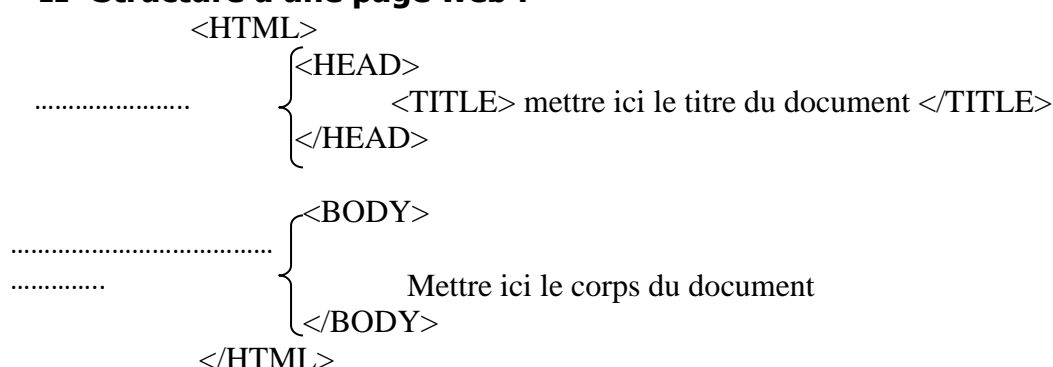 Structure d'une page web :
<HTML>
<HEAD>
………………….. <TITLE> mettre ici le titre du document </TITLE>
</HEAD>
<BODY>
…………………………………
………….. Mettre ici le corps du document
</BODY>
</HTML>